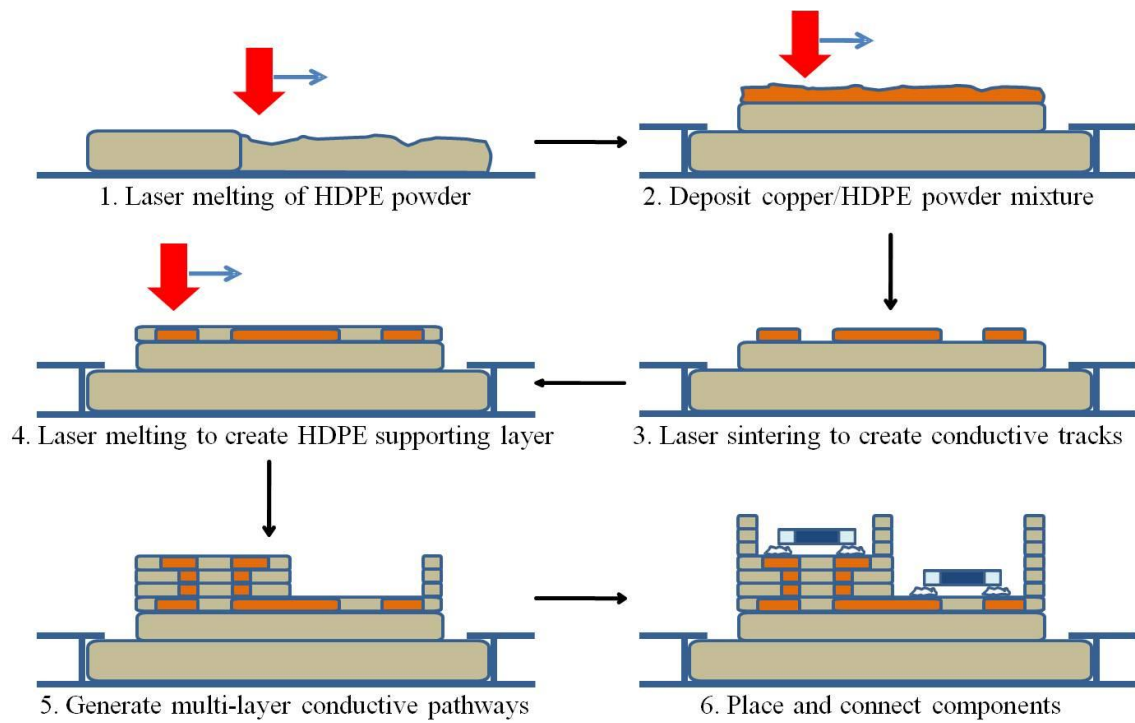 1. Laser melting of HDPE powder
2. Deposit copper/HDPE powder mixture
3. Laser sintering to create conductive tracks
4. Laser melting to create HDPE supporting layer
5. Generate multi-layer conductive pathways
6. Place and connect components